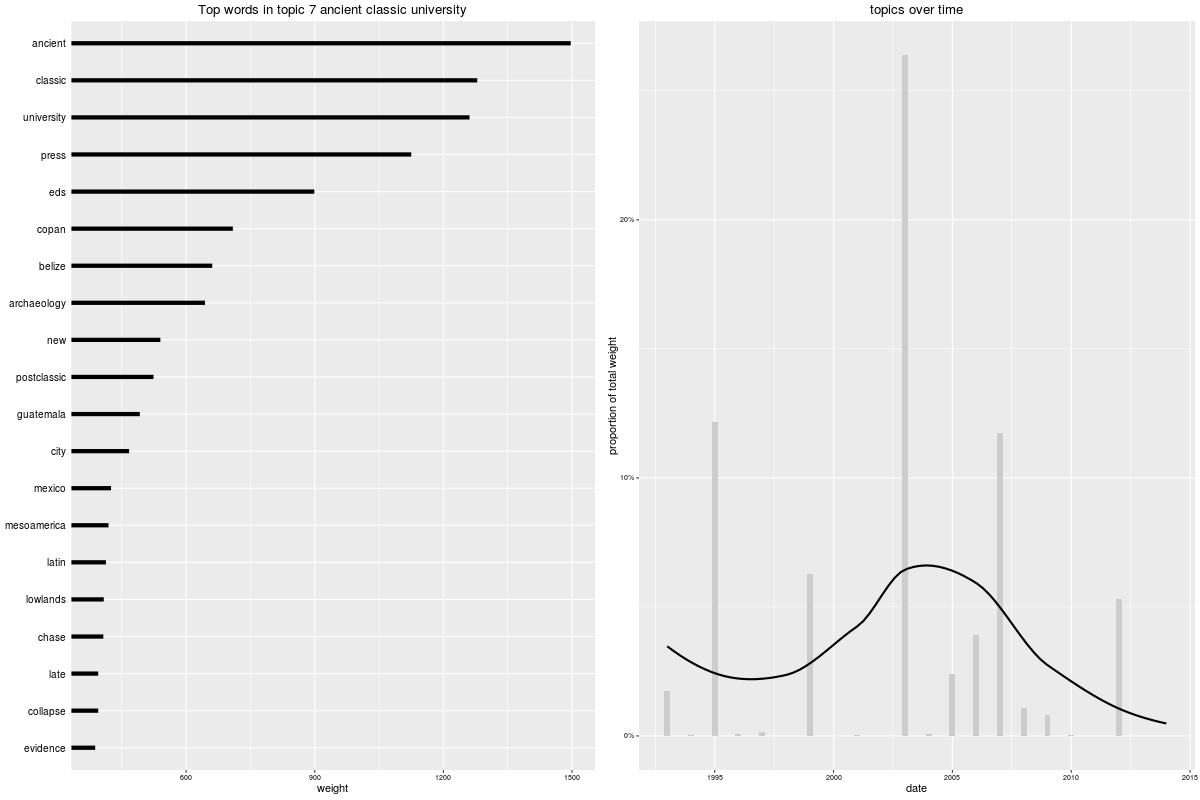 Top words in topic 7 ancient classic university
ancient
classic
university
press
eds
copan
belize
archaeology
new
postclassic
guatemala
city
mexico
mesoamerica
latin
lowlands
chase
late
collapse
evidence
600 900 1200 1500
weight
topics over time
proportion of total weight
20%
10%
0%
1995 2000 2005 2010 2015
date